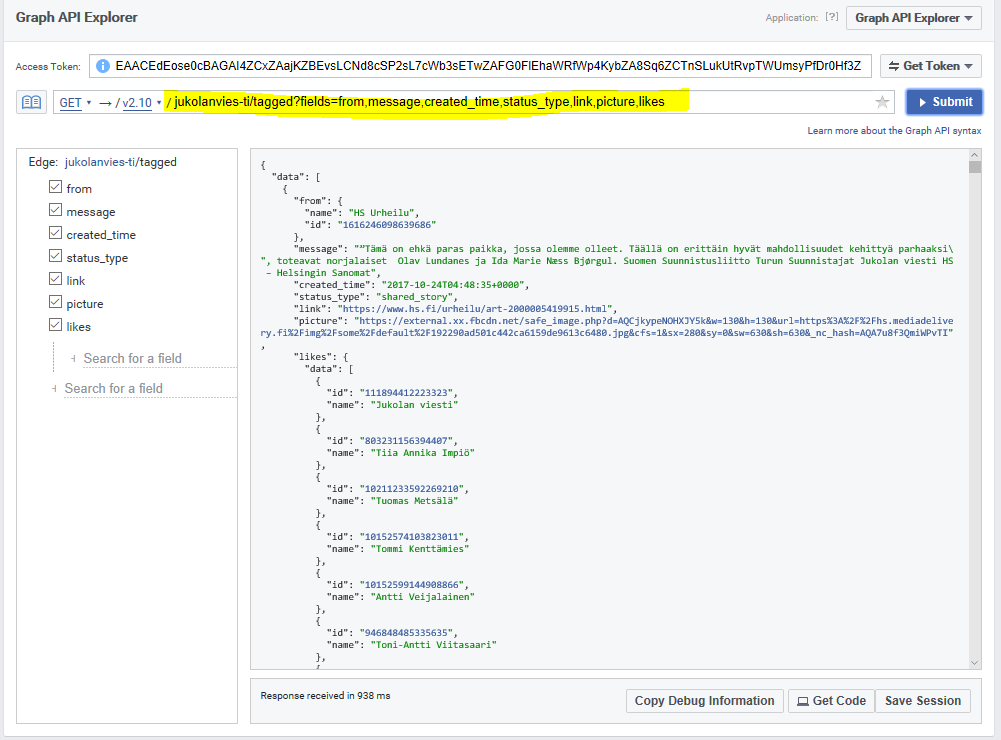 Graph API Explorer
Application: [?] Graph API Explorer
Access Token: EAACEdEose0cBAGAI4ZCxZAajKZBEvsLCNd8cSP2sL7cWb3sETwZAFG0FlEhaWRfWp4KybZA8Sq6ZCTnSLukUtRvpTWUmsyPfDr0Hf3Z Get Token
GET → / v2.10 / jukolanvies-ti/tagged?fields=from,message,created_time,status_type,link,picture,likes Submit
Learn more about the Graph API syntax
Edge: jukolanvies-ti/tagged
from
message
created_time
status_type
link
picture
likes
Search for a field
Search for a field
{
"data": [
{
"from": {
"name": "HS Urheilu",
"id": "1616246098639686"
},
"message": "”Tämä on ehkä paras paikka, jossa olemme olleet. Täällä on erittäin hyvät mahdollisuudet kehittyä parhaaksi\
", toteavat norjalaiset Olav Lundanes ja Ida Marie Næss Bjørgul. Suomen Suunnistusliitto Turun Suunnistajat Jukolan viesti HS
– Helsingin Sanomat",
"created_time": "2017-10-24T04:48:35+0000",
"status_type": "shared_story",
"link": "https://www.hs.fi/urheilu/art-2000005419915.html",
"picture": "https://external.xx.fbcdn.net/safe_image.php?d=AQCjkypeNOHXJY5k&w=130&h=130&url=https%3A%2F%2Fhs.mediadelive
ry.fi%2Fimg%2Fsome%2Fdefault%2F192290ad501c442ca6159de9613c6480.jpg&cfs=1&sx=280&sy=0&sw=630&sh=630&_nc_hash=AQA7u8f3QmiWPvTI"
,
"likes": {
"data": [
{
"id": "111894412223323",
"name": "Jukolan viesti"
},
{
"id": "803231156394407",
"name": "Tiia Annika Impiö"
},
{
"id": "10211233592269210",
"name": "Tuomas Metsälä"
},
{
"id": "10152574103823011",
"name": "Tommi Kenttämies"
},
{
"id": "10152599144908866",
"name": "Antti Veijalainen"
},
{
"id": "946848485335635",
"name": "Toni-Antti Viitasaari"
},
Response received in 938 ms
Copy Debug Information Get Code Save Session